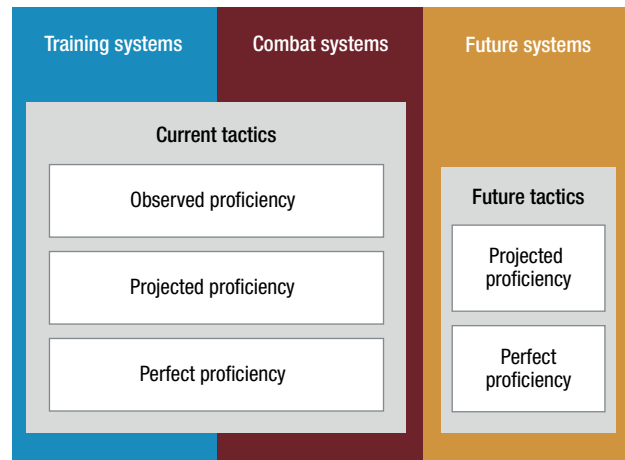 Training systems
Combat systems
Future systems
Current tactics
Observed proficiency
Projected proficiency
Perfect proficiency
Future tactics
Projected
proficiency
Perfect
proficiency